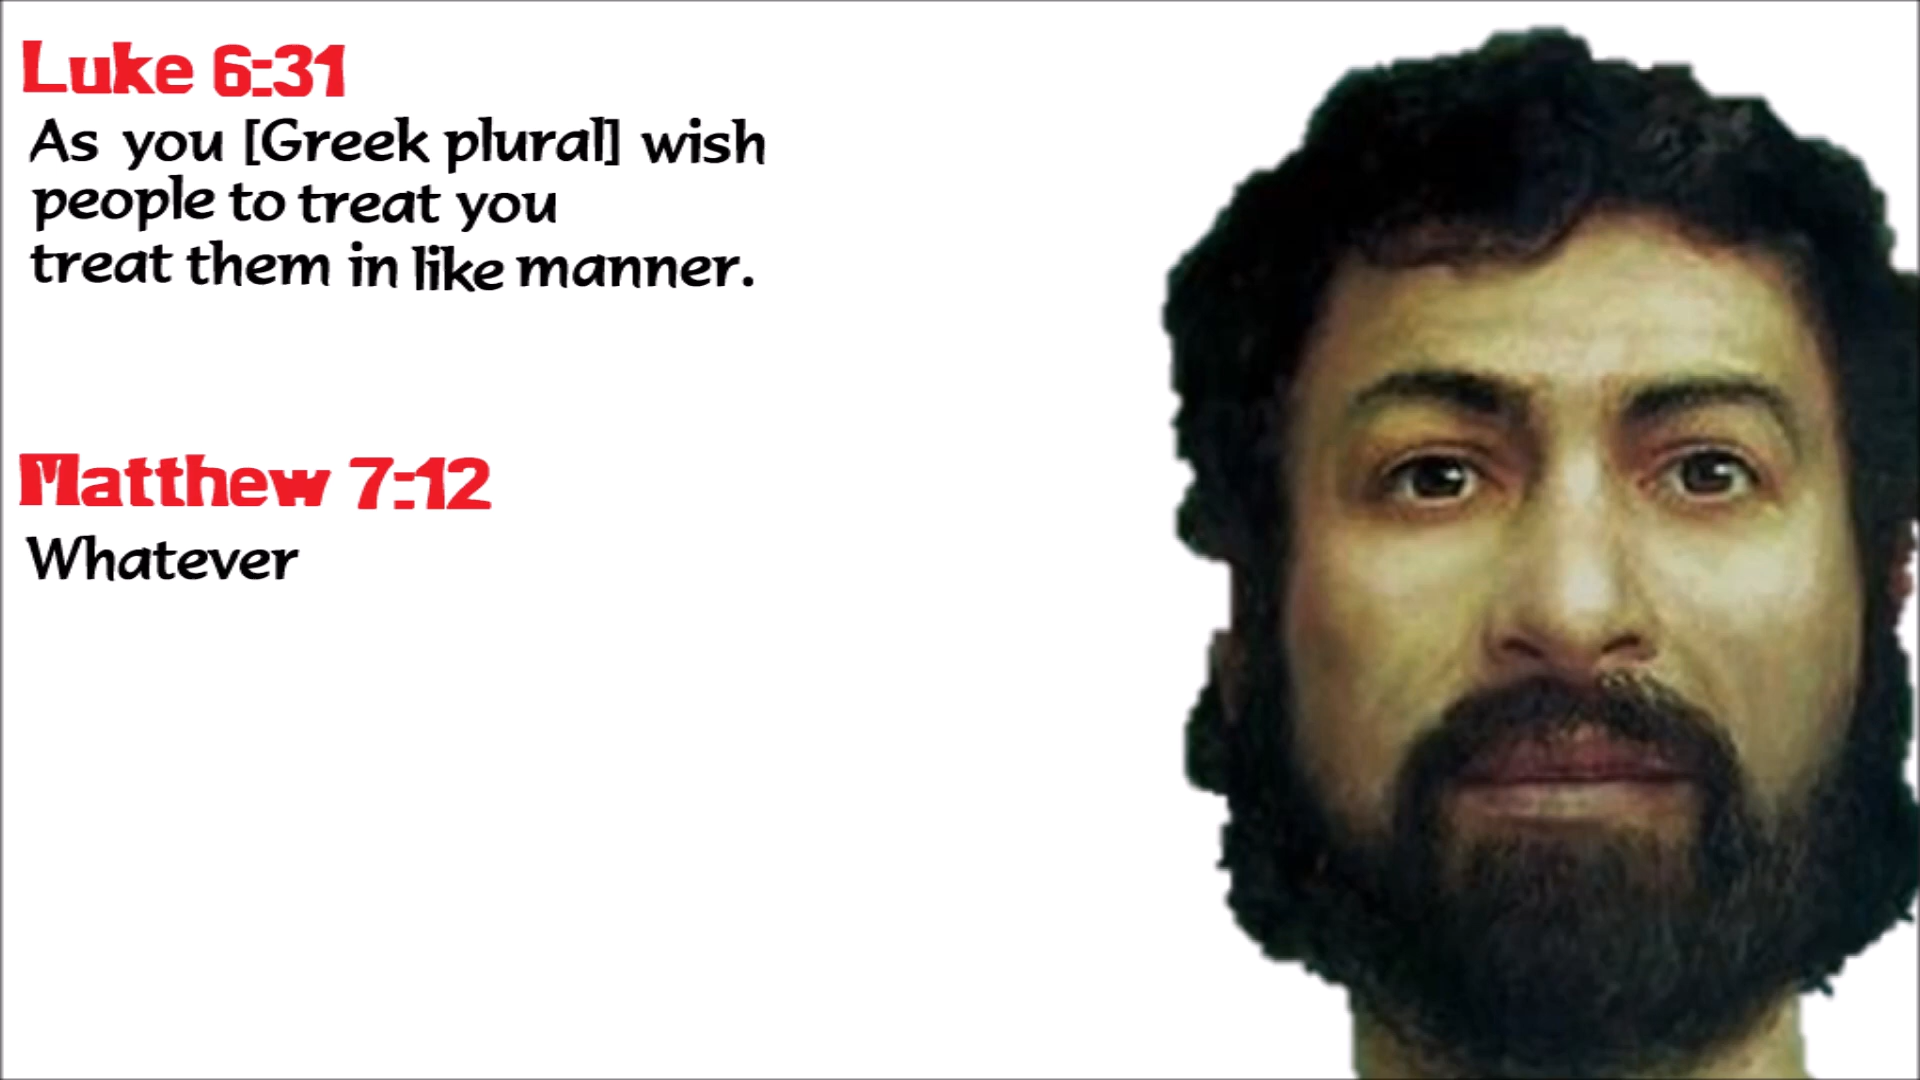 Luke 6:31
As you [Greek plural] wish
people to treat you
treat them in like manner.
Matthew 7:12
Whatever